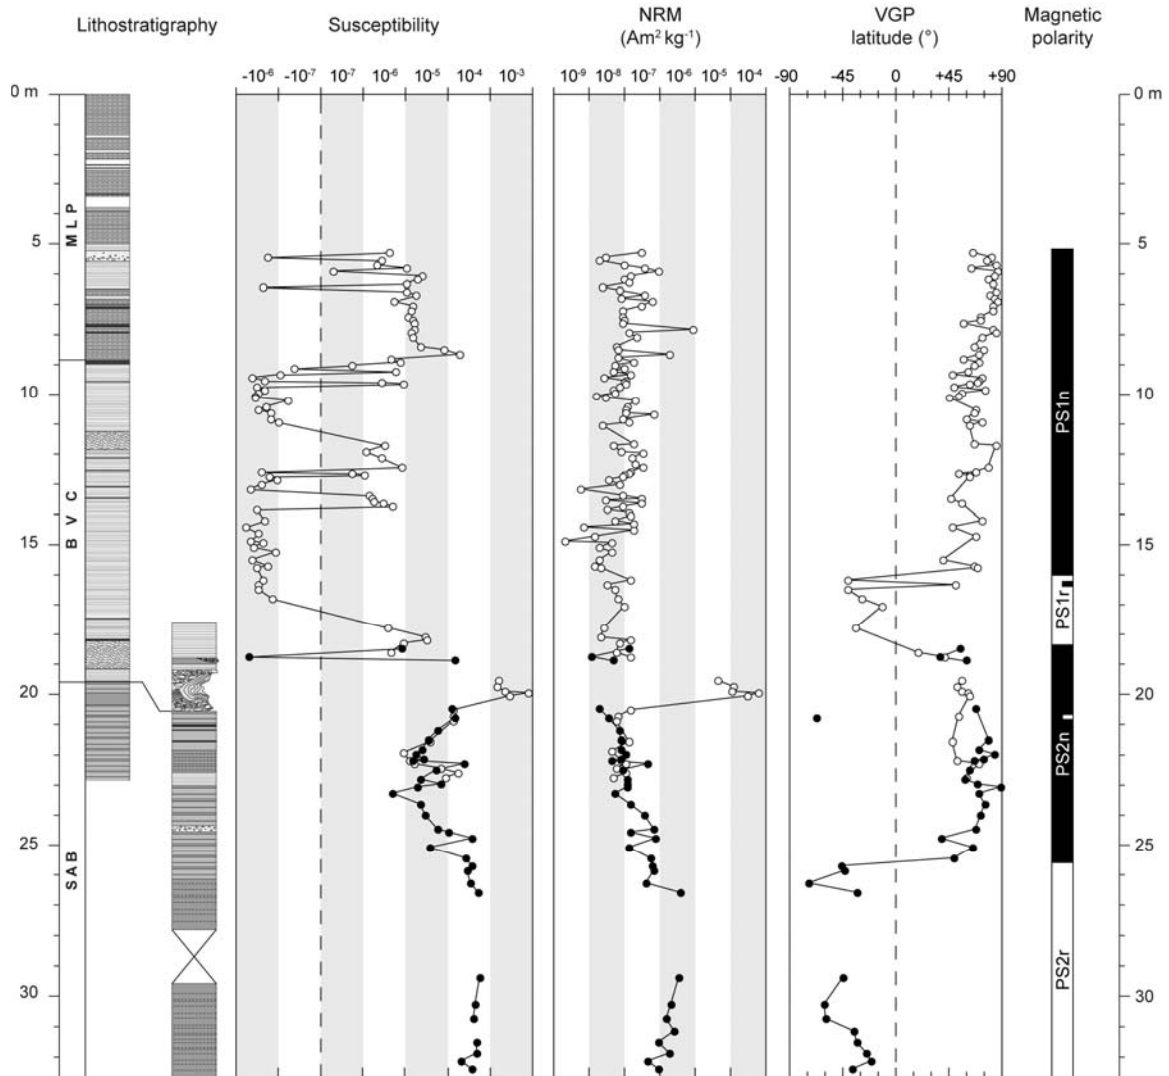 Lithostratigraphy
Susceptibility
NRM
(Am² kg⁻¹)
VGP
latitude (°)
Magnetic
polarity
-10⁻⁶ -10⁻⁷ 10⁻⁷ 10⁻⁶ 10⁻⁵ 10⁻⁴ 10⁻³
10⁻⁹ 10⁻⁸ 10⁻⁷ 10⁻⁶ 10⁻⁵ 10⁻⁴
-90 -45 0 +45 +90
0 m
5
10
15
20
25
30
MLP
BVC
SAB
PS1n
PS1r
PS2n
PS2r
0 m
5
10
15
20
25
30